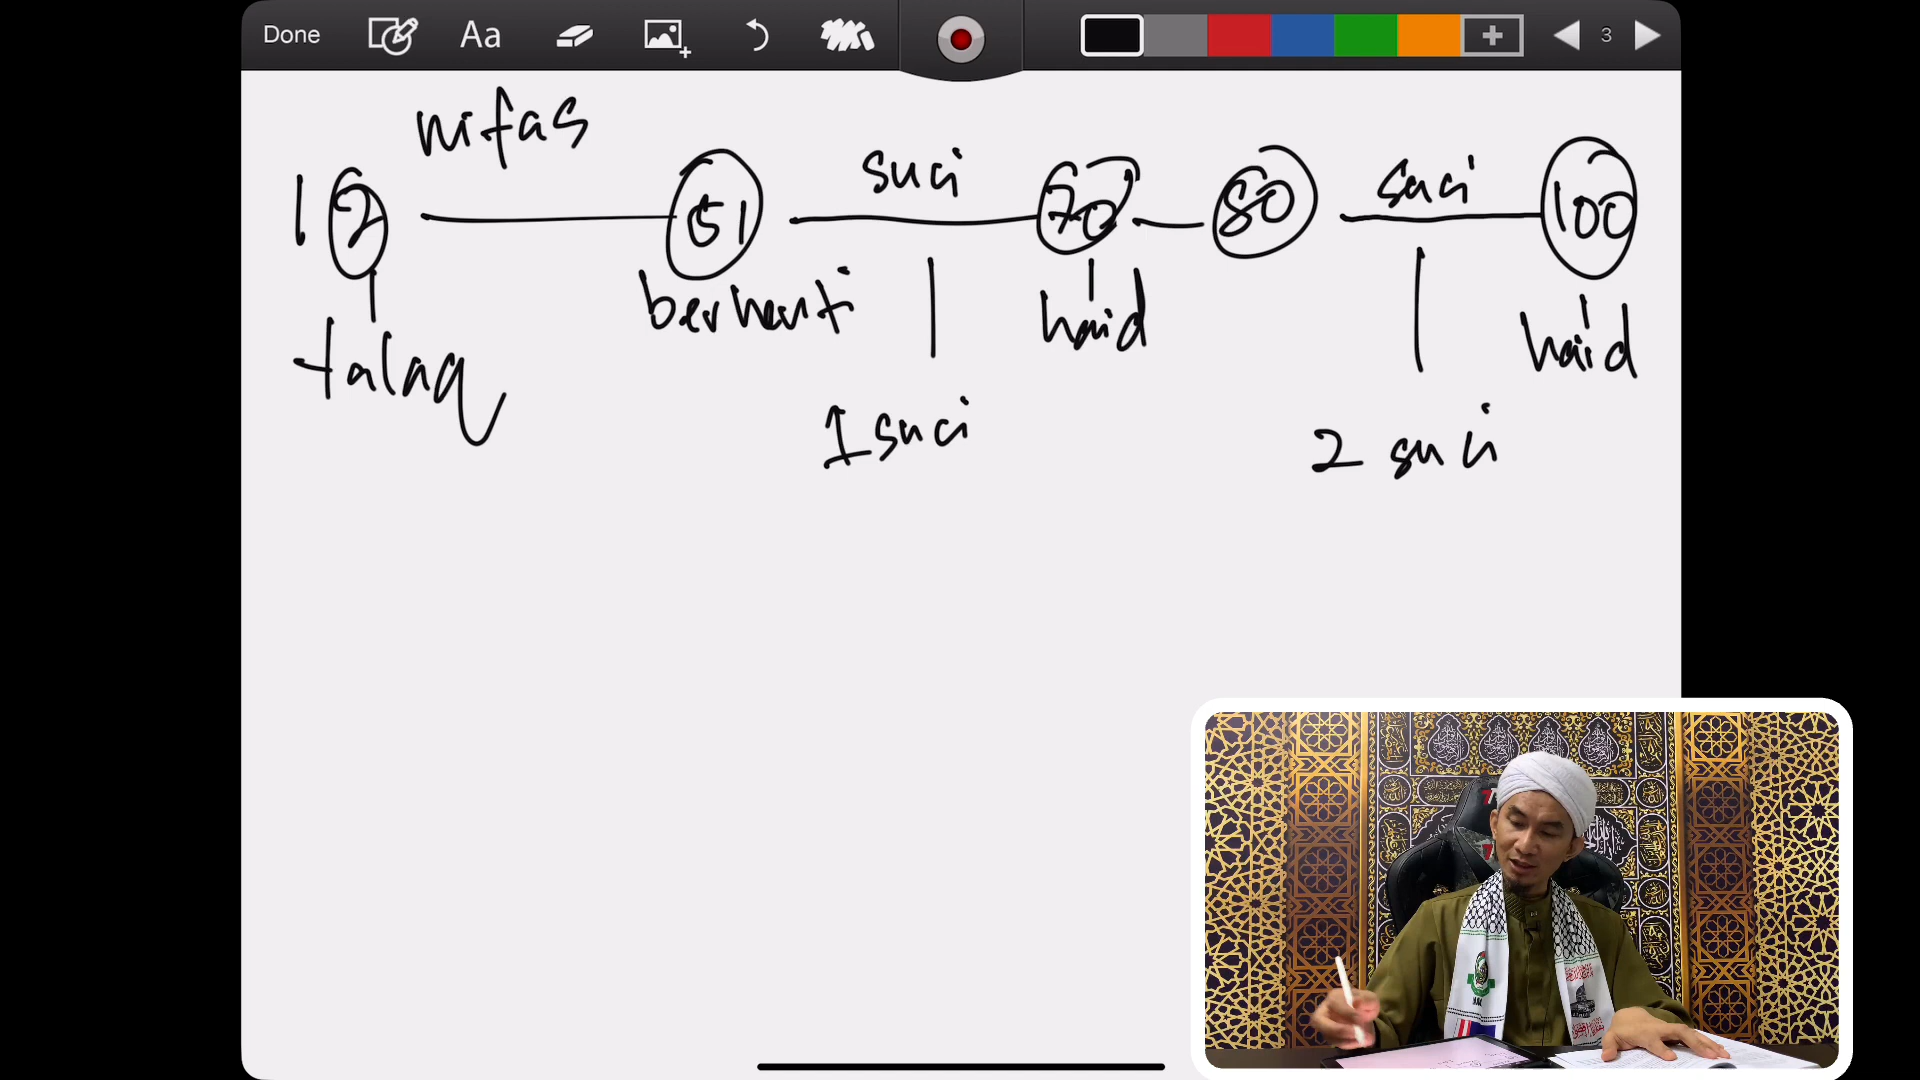 Done Aa 3
nifas
suci suci
1 2 61 70 80 100
berhenti haid haid
talaq
1 suci 2 suci